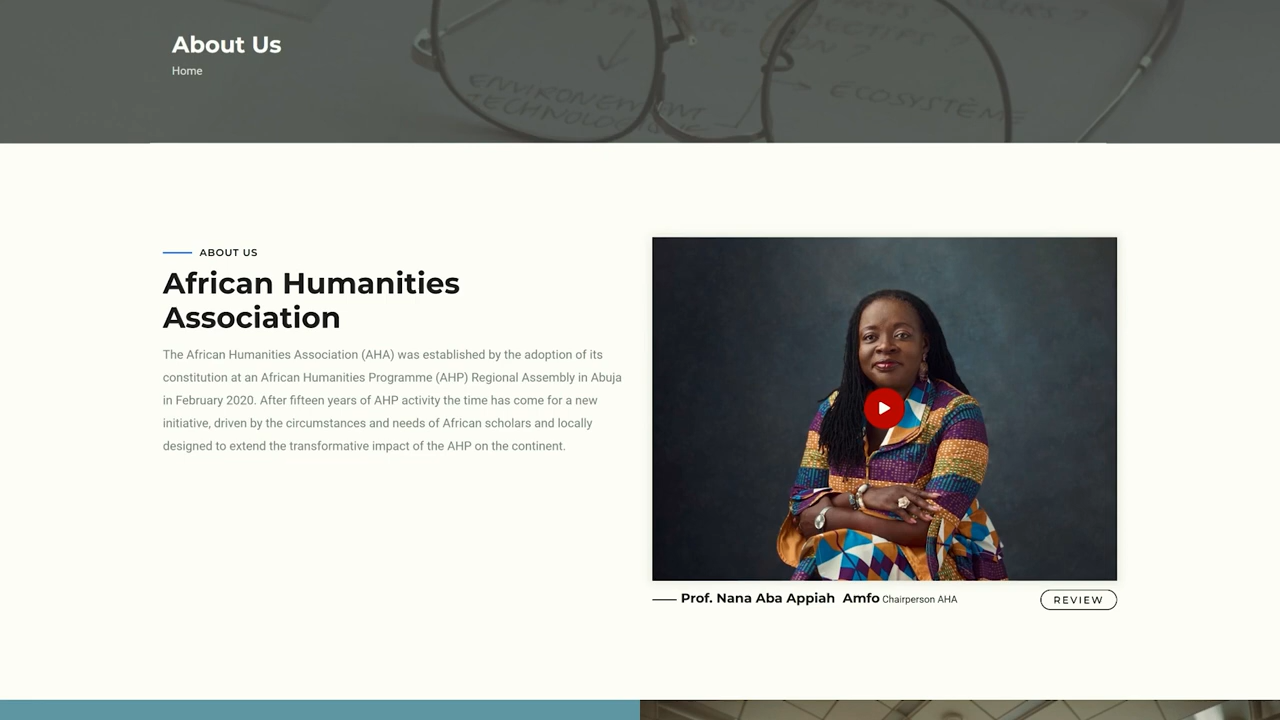 About Us
Home
ENVIRONEMENT
TECHNOLOGIQUE
ECOSYSTÈME
ABOUT US
African Humanities
Association
The African Humanities Association (AHA) was established by the adoption of its
constitution at an African Humanities Programme (AHP) Regional Assembly in Abuja
in February 2020. After fifteen years of AHP activity the time has come for a new
initiative, driven by the circumstances and needs of African scholars and locally
designed to extend the transformative impact of the AHP on the continent.
Prof. Nana Aba Appiah Amfo Chairperson AHA
REVIEW